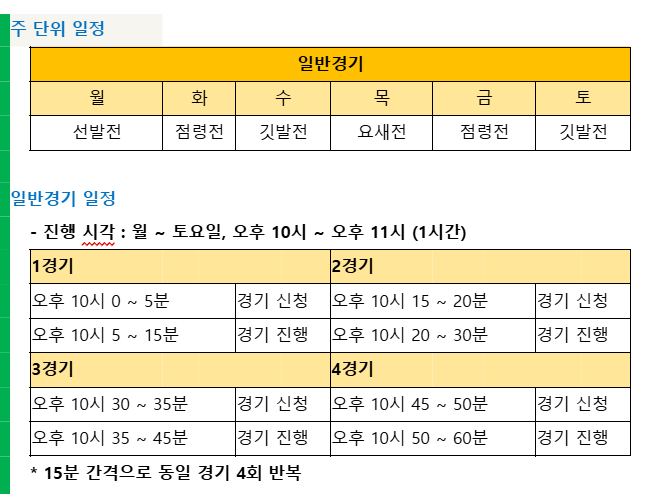 주 단위 일정
일반경기
월 화 수 목 금 토
선발전 점령전 깃발전 요새전 점령전 깃발전
일반경기 일정
- 진행 시각 : 월 ~ 토요일, 오후 10시 ~ 오후 11시 (1시간)
1경기 2경기
오후 10시 0 ~ 5분 경기 신청 오후 10시 15 ~ 20분 경기 신청
오후 10시 5 ~ 15분 경기 진행 오후 10시 20 ~ 30분 경기 진행
3경기 4경기
오후 10시 30 ~ 35분 경기 신청 오후 10시 45 ~ 50분 경기 신청
오후 10시 35 ~ 45분 경기 진행 오후 10시 50 ~ 60분 경기 진행
* 15분 간격으로 동일 경기 4회 반복